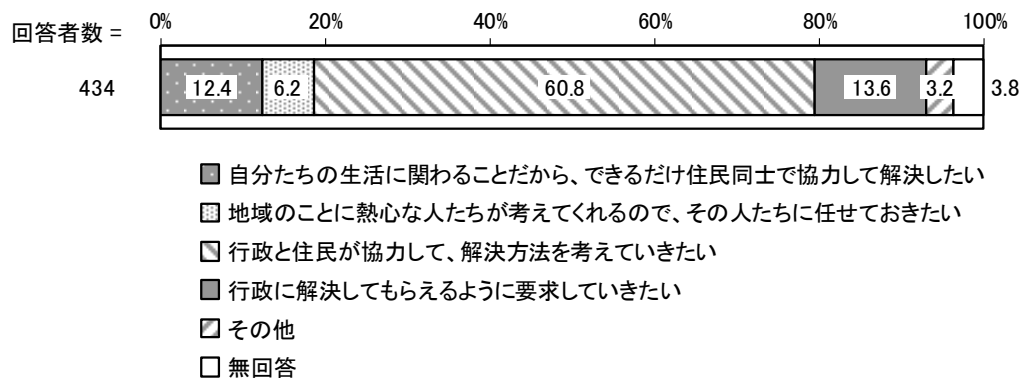 回答者数 = 0% 20% 40% 60% 80% 100%
434 12.4 6.2 60.8 13.6 3.2 3.8
自分たちの生活に関わることだから、できるだけ住民同士で協力して解決したい
地域のことに熱心な人たちが考えてくれるので、その人たちに任せておきたい
行政と住民が協力して、解決方法を考えていきたい
行政に解決してもらえるように要求していきたい
その他
無回答